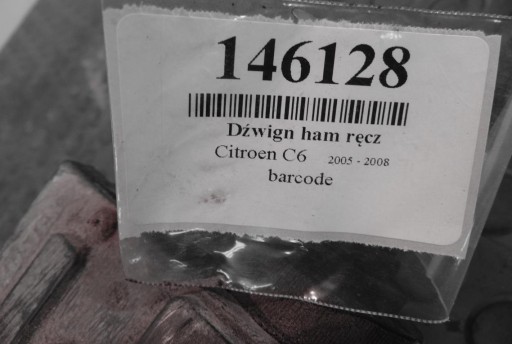 146128
Dźwign ham ręcz
Citroen C6 2005 - 2008
barcode